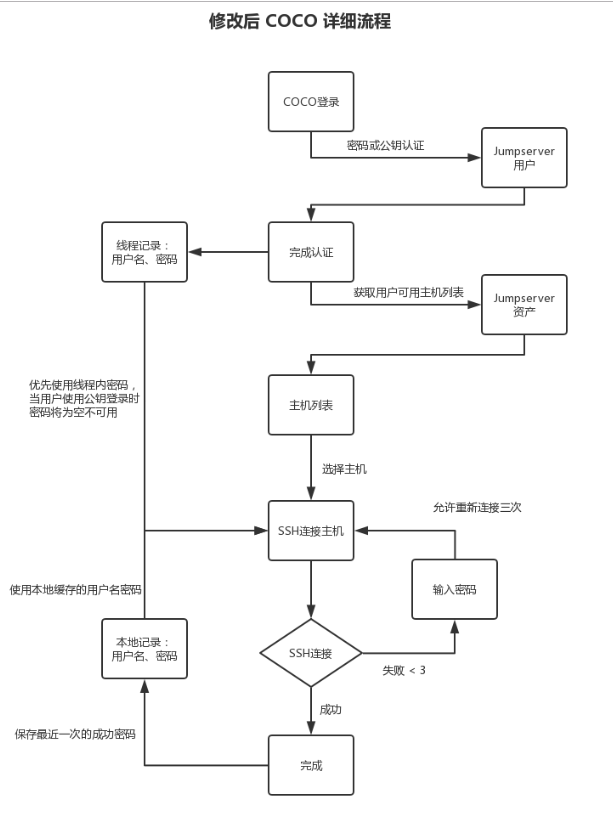 修改后 COCO 详细流程
COCO登录
密码或公钥认证
Jumpserver
用户
线程记录：
用户名、密码
完成认证
获取用户可用主机列表
Jumpserver
资产
优先使用线程内密码，
当用户使用公钥登录时
密码将为空不可用
主机列表
选择主机
允许重新连接三次
SSH连接主机
使用本地缓存的用户名密码
输入密码
本地记录：
用户名、密码
SSH连接
失败 < 3
成功
保存最近一次的成功密码
完成